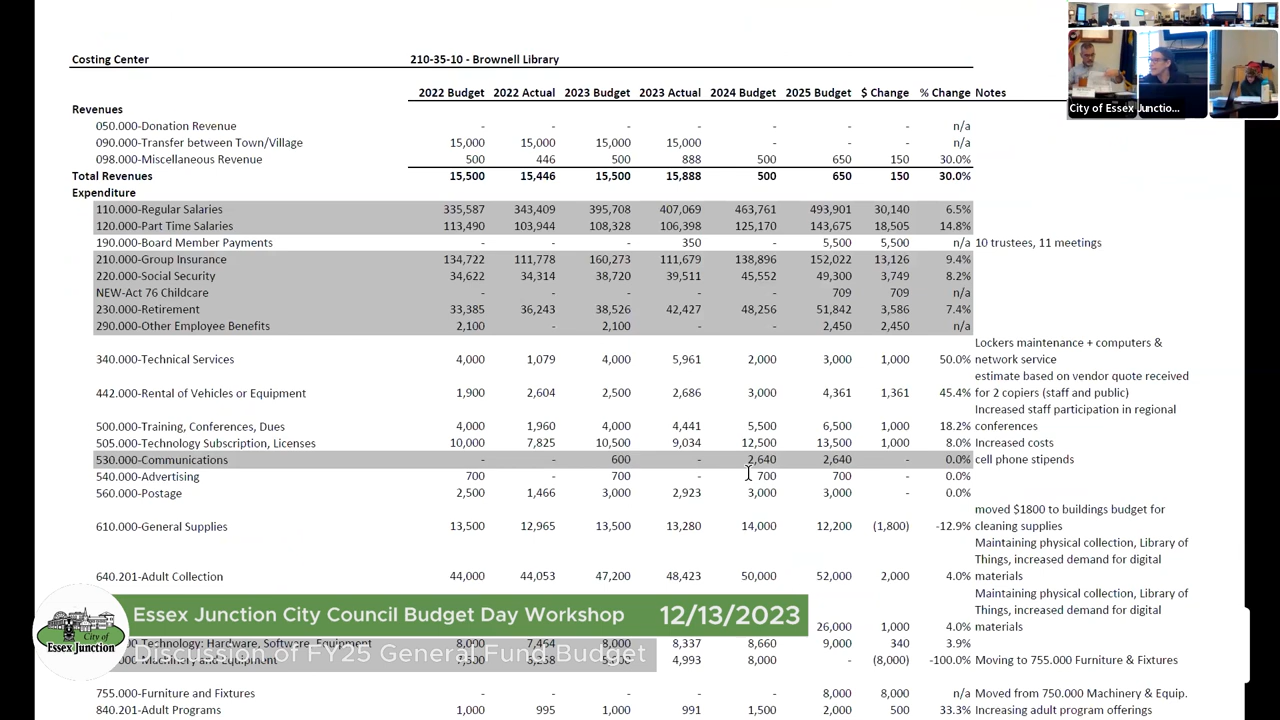 Costing Center 210-35-10 - Brownell Library
2022 Budget 2022 Actual 2023 Budget 2023 Actual 2024 Budget 2025 Budget $ Change % Change Notes
Revenues
050.000-Donation Revenue - - - - - - - n/a
090.000-Transfer between Town/Village 15,000 15,000 15,000 15,000 - - - n/a
098.000-Miscellaneous Revenue 500 446 500 888 500 650 150 30.0%
Total Revenues 15,500 15,446 15,500 15,888 500 650 150 30.0%
Expenditure
110.000-Regular Salaries 335,587 343,409 395,708 407,069 463,761 493,901 30,140 6.5%
120.000-Part Time Salaries 113,490 103,944 108,328 106,398 125,170 143,675 18,505 14.8%
190.000-Board Member Payments - - - 350 - 5,500 5,500 n/a 10 trustees, 11 meetings
210.000-Group Insurance 134,722 111,778 160,273 111,679 138,896 152,022 13,126 9.4%
220.000-Social Security 34,622 34,314 38,720 39,511 45,552 49,300 3,749 8.2%
NEW-Act 76 Childcare - - - - - 709 709 n/a
230.000-Retirement 33,385 36,243 38,526 42,427 48,256 51,842 3,586 7.4%
290.000-Other Employee Benefits 2,100 - 2,100 - - 2,450 2,450 n/a
Lockers maintenance + computers &
340.000-Technical Services 4,000 1,079 4,000 5,961 2,000 3,000 1,000 50.0% network service
estimate based on vendor quote received
442.000-Rental of Vehicles or Equipment 1,900 2,604 2,500 2,686 3,000 4,361 1,361 45.4% for 2 copiers (staff and public)
Increased staff participation in regional
500.000-Training, Conferences, Dues 4,000 1,960 4,000 4,441 5,500 6,500 1,000 18.2% conferences
505.000-Technology Subscription, Licenses 10,000 7,825 10,500 9,034 12,500 13,500 1,000 8.0% Increased costs
530.000-Communications - - 600 - 2,640 2,640 - 0.0% cell phone stipends
540.000-Advertising 700 - 700 - 700 700 - 0.0%
560.000-Postage 2,500 1,466 3,000 2,923 3,000 3,000 - 0.0%
moved $1800 to buildings budget for
610.000-General Supplies 13,500 12,965 13,500 13,280 14,000 12,200 (1,800) -12.9% cleaning supplies
Maintaining physical collection, Library of
Things, increased demand for digital
640.201-Adult Collection 44,000 44,053 47,200 48,423 50,000 52,000 2,000 4.0% materials
Maintaining physical collection, Library of
Things, increased demand for digital
26,000 1,000 4.0% materials
Technology: Hardware, Software, Equipment 8,000 7,454 8,000 8,337 8,660 9,000 340 3.9%
Machinery and Equipment 4,993 8,000 - (8,000) -100.0% Moving to 755.000 Furniture & Fixtures
755.000-Furniture and Fixtures - - - - - 8,000 8,000 n/a Moved from 750.000 Machinery & Equip.
840.201-Adult Programs 1,000 995 1,000 991 1,500 2,000 500 33.3% Increasing adult program offerings
City of Essex Junctio...
City of
Essex Junction
Essex Junction City Council Budget Day Workshop 12/13/2023
Discussion of FY25 General Fund Budget